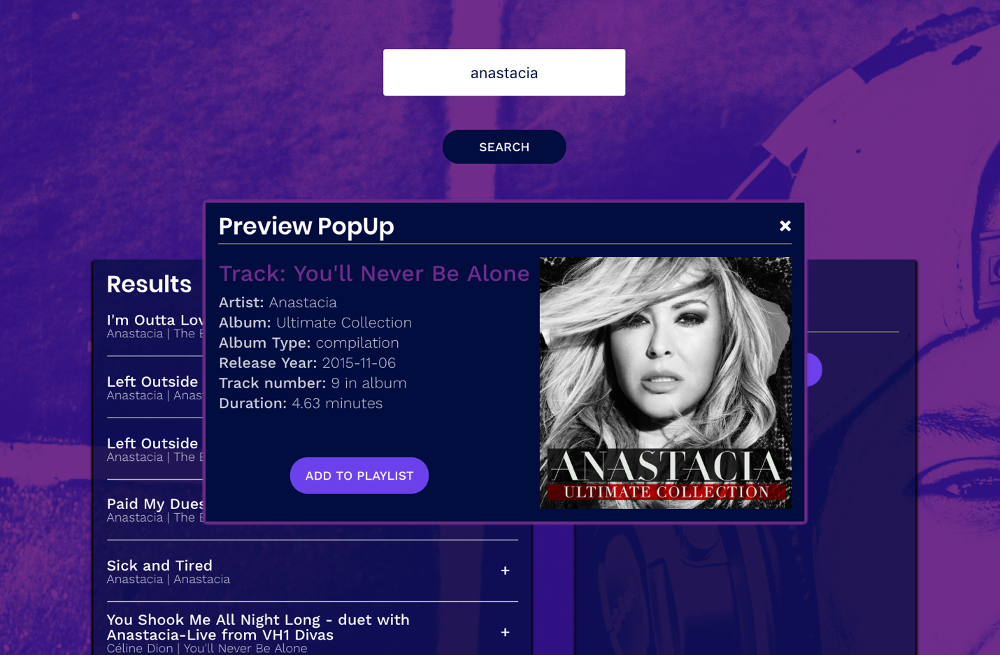 anastacia
SEARCH
Preview PopUp
×
Track: You'll Never Be Alone
Artist: Anastacia
Album: Ultimate Collection
Album Type: compilation
Release Year: 2015-11-06
Track number: 9 in album
Duration: 4.63 minutes
ADD TO PLAYLIST
ANASTACIA
ULTIMATE COLLECTION
Results
I'm Outta
Anastacia | The
Left Outside
Anastacia |
Left Outside
Anastacia | The
Paid My Dues
Anastacia | The
Sick and Tired
Anastacia | Anastacia
+
You Shook Me All Night Long - duet with
Anastacia-Live from VH1 Divas
Céline Dion | You'll Never Be Alone
+